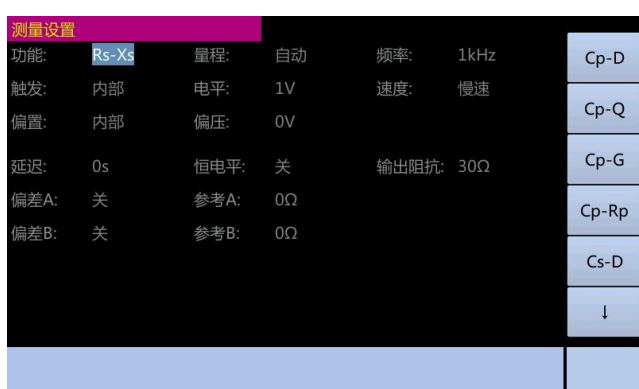 测量设置
功能: Rs-Xs 量程: 自动 频率: 1kHz
触发: 内部 电平: 1V 速度: 慢速
偏置: 内部 偏压: 0V
延迟: 0s 恒电平: 关 输出阻抗: 30Ω
偏差A: 关 参考A: 0Ω
偏差B: 关 参考B: 0Ω
Cp-D
Cp-Q
Cp-G
Cp-Rp
Cs-D
↓